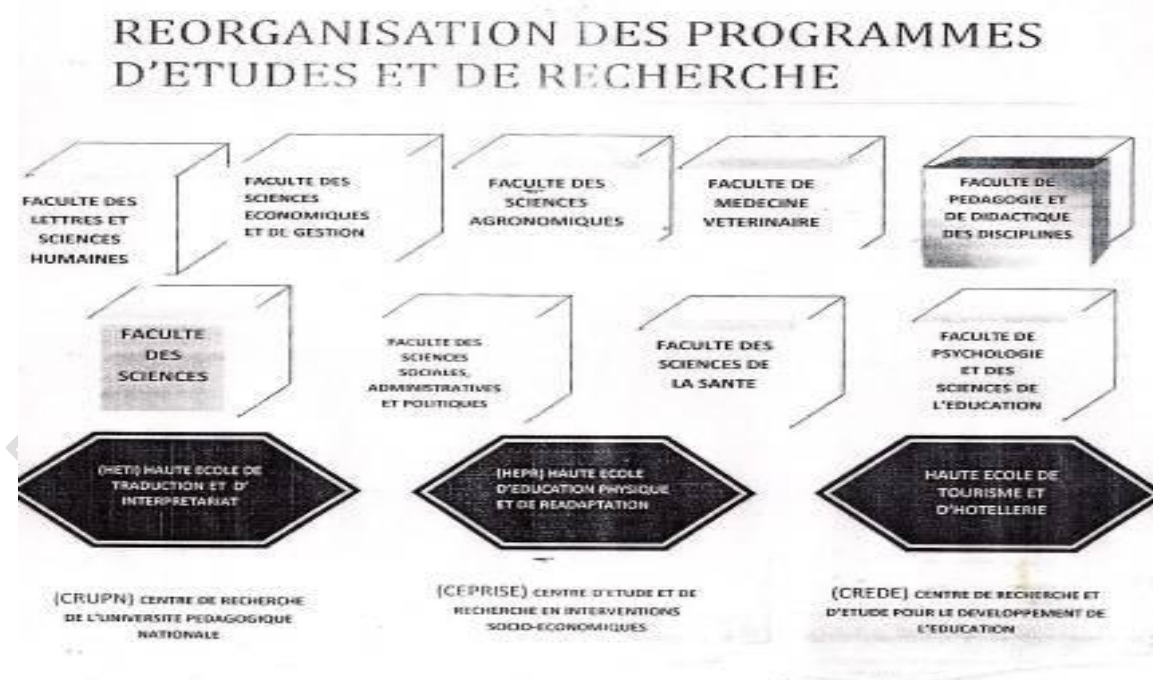 REORGANISATION DES PROGRAMMES
D'ETUDES ET DE RECHERCHE
FACULTE DES
LETTRES ET
SCIENCES
HUMAINES
FACULTE DES
SCIENCES
ECONOMIQUES
ET DE GESTION
FACULTE DES
SCIENCES
AGRONOMIQUES
FACULTE DE
MEDECINE
VETERINAIRE
FACULTE DE
PEDAGOGIE ET
DE DIDACTIQUE
DES DISCIPLINES
FACULTE
DES
SCIENCES
FACULTE DES
SCIENCES
SOCIALES,
ADMINISTRATIVES
ET POLITIQUES
FACULTE DES
SCIENCES DE
LA SANTE
FACULTE DE
PSYCHOLOGIE
ET DES
SCIENCES DE
L'EDUCATION
(HETI) HAUTE ECOLE DE
TRADUCTION ET D'
INTERPRETARIAT
(HEPR) HAUTE ECOLE
D'EDUCATION PHYSIQUE
ET DE READAPTATION
HAUTE ECOLE DE
TOURISME ET
D'HOTELLERIE
(CRUPN) CENTRE DE RECHERCHE
DE L'UNIVERSITE PEDAGOGIQUE
NATIONALE
(CEPRISE) CENTRE D'ETUDE ET DE
RECHERCHE EN INTERVENTIONS
SOCIO-ECONOMIQUES
(CREDE) CENTRE DE RECHERCHE ET
D'ETUDE POUR LE DEVELOPPEMENT DE
L'EDUCATION